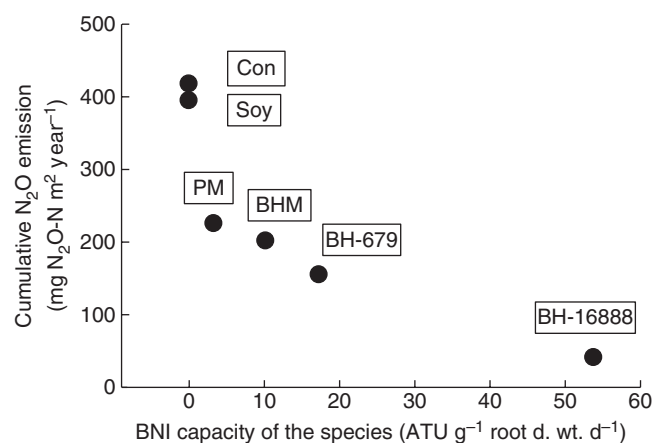 500
400
300
200
100
0
Cumulative N₂O emission
(mg N₂O-N m² year⁻¹)
Con
Soy
PM
BHM
BH-679
BH-16888
0 10 20 30 40 50 60
BNI capacity of the species (ATU g⁻¹ root d. wt. d⁻¹)